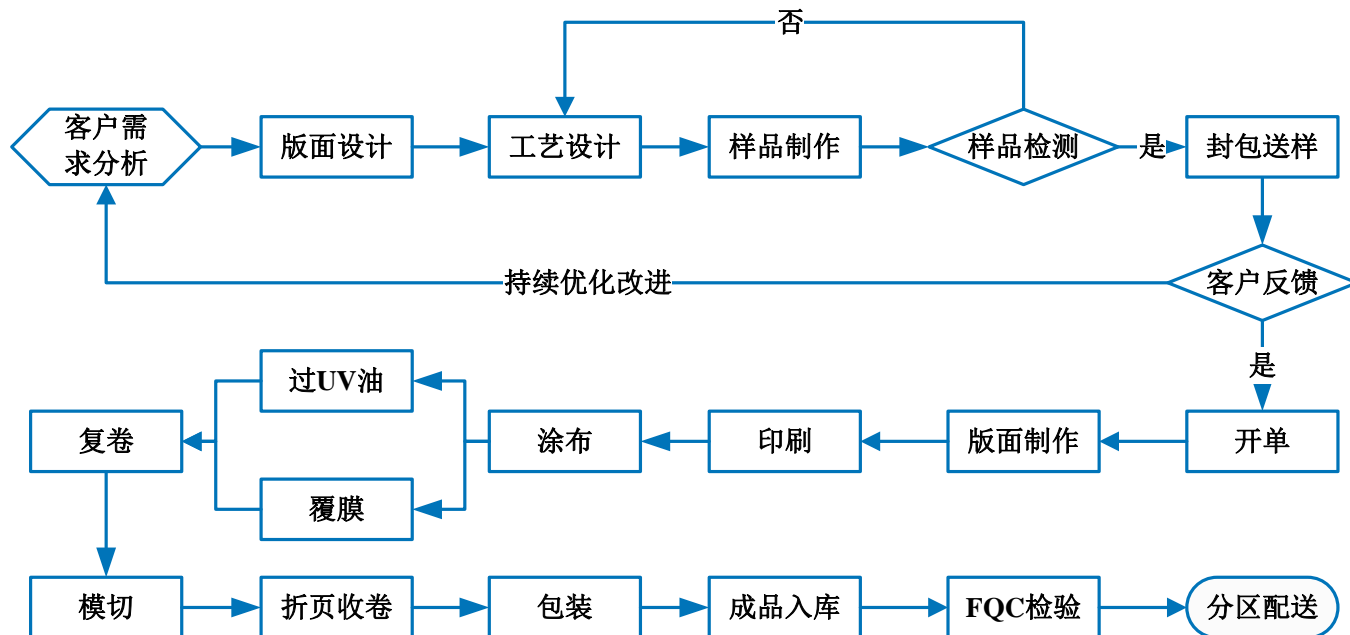 否
客户需
求分析
版面设计
工艺设计
样品制作
样品检测
是
封包送样
持续优化改进
客户反馈
是
过UV油
复卷
涂布
印刷
版面制作
开单
覆膜
模切
折页收卷
包装
成品入库
FQC检验
分区配送